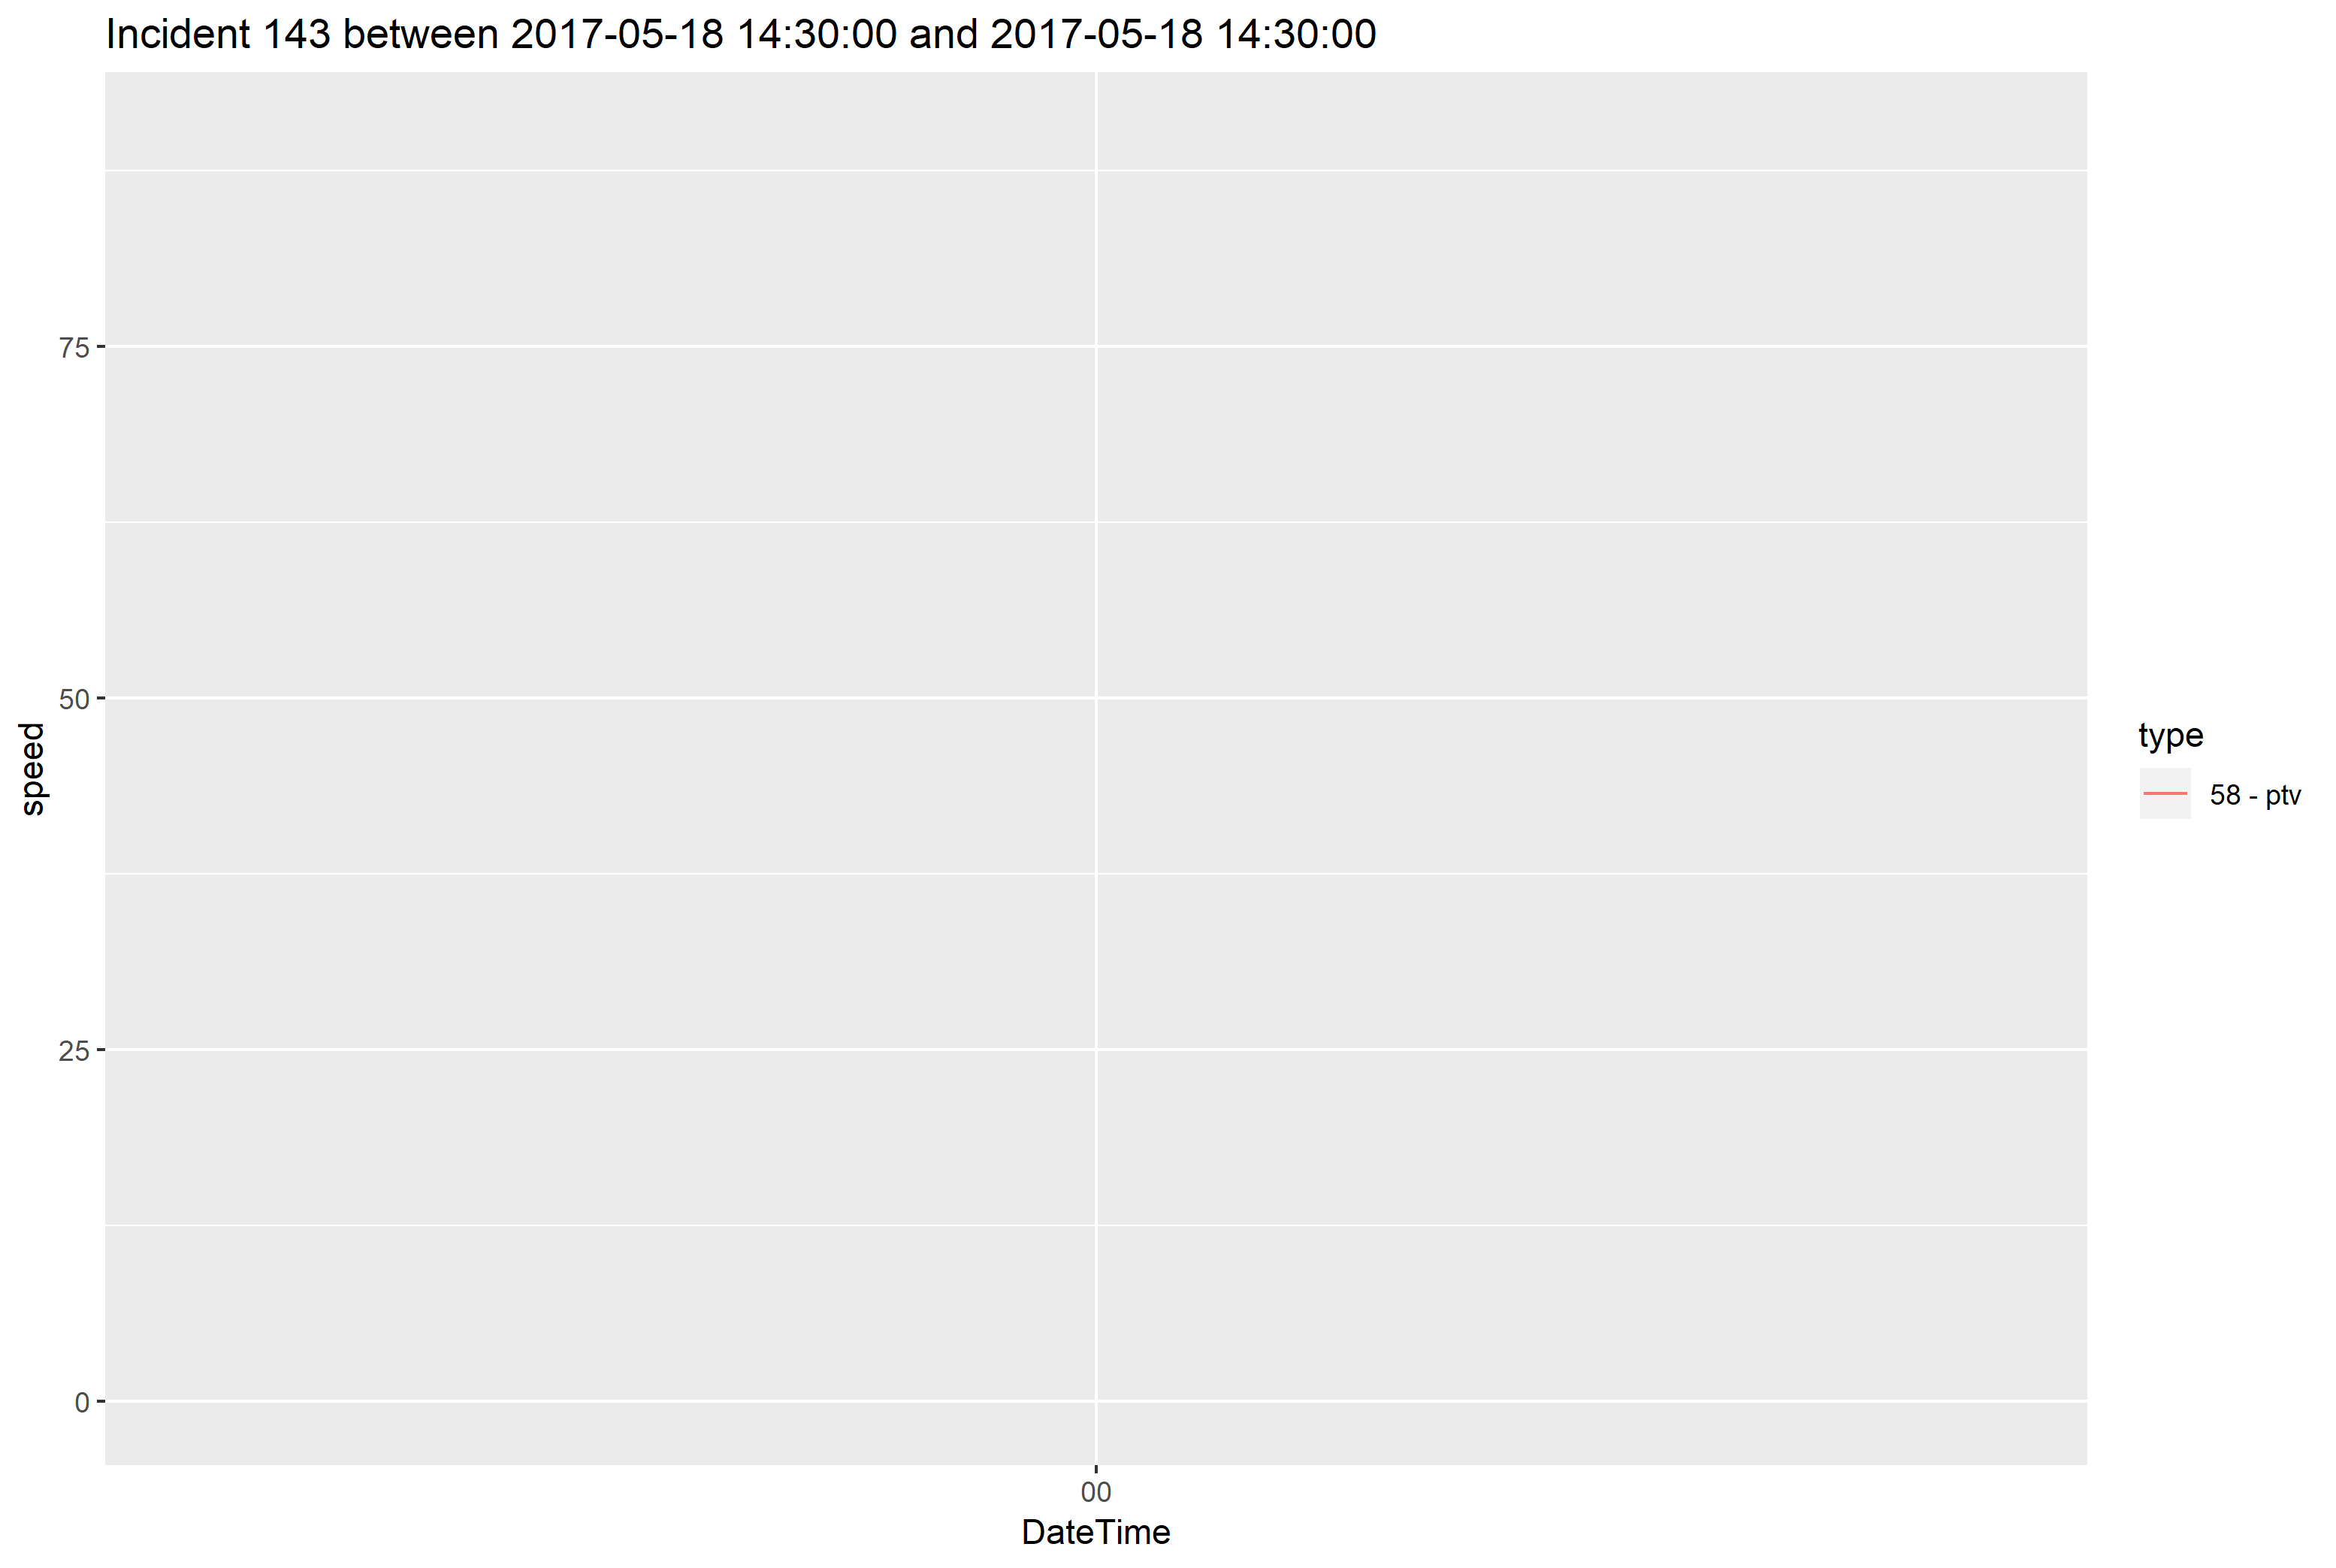 Incident 143 between 2017-05-18 14:30:00 and 2017-05-18 14:30:00
75
50
25
0
speed
00
DateTime
type
58 - ptv